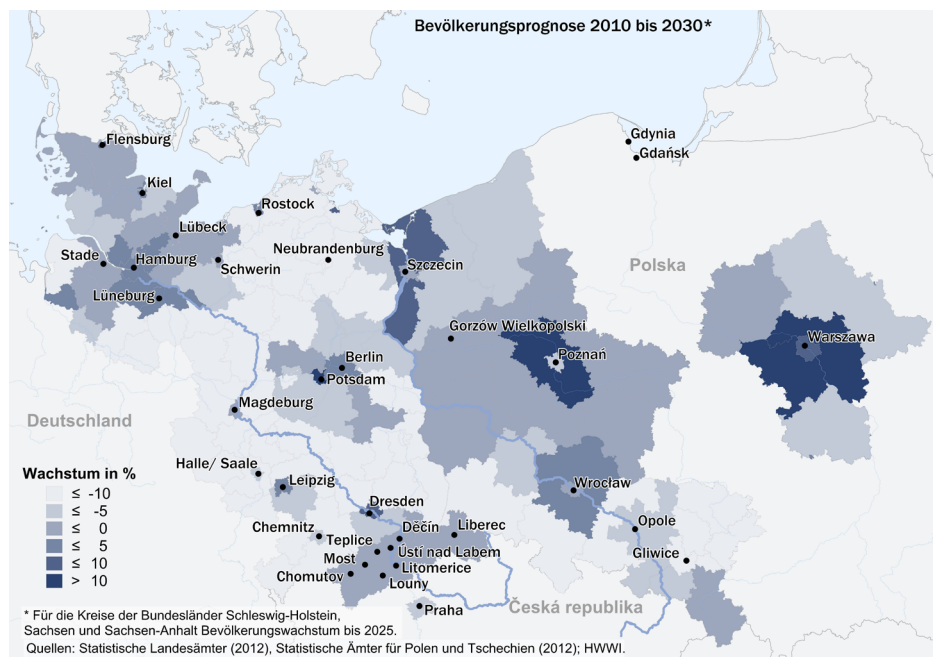 Bevölkerungsprognose 2010 bis 2030*
Gdynia
Gdańsk
Flensburg
Kiel
Rostock
Lübeck
Neubrandenburg
Stade
Hamburg
Schwerin
Szczecin
Polska
Lüneburg
Gorzów Wielkopolski
Warszawa
Berlin
Poznań
Potsdam
Magdeburg
Deutschland
Halle/ Saale
Wachstum in %
Leipzig
Wrocław
≤ -10
≤ -5
≤ 0
≤ 5
≤ 10
> 10
Dresden
Chemnitz
Děčín
Liberec
Opole
Teplice
Ústí nad Labem
Gliwice
Most
Litomerice
Chomutov
Louny
Praha
Česká republika
* Für die Kreise der Bundesländer Schleswig-Holstein,
Sachsen und Sachsen-Anhalt Bevölkerungswachstum bis 2025.
Quellen: Statistische Landesämter (2012), Statistische Ämter für Polen und Tschechien (2012); HWWI.